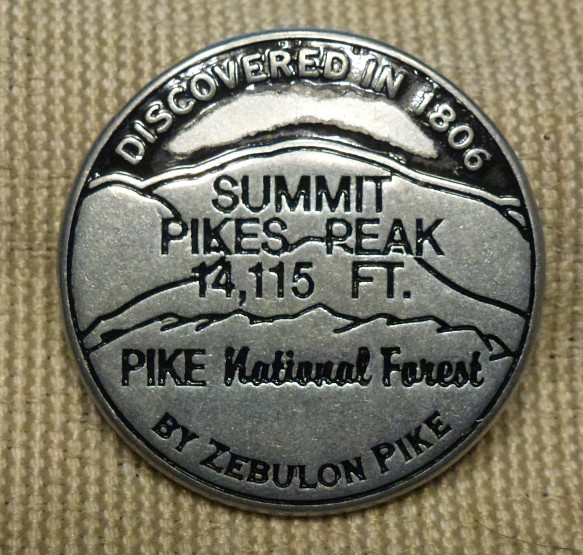 DISCOVERED IN 1806
SUMMIT
PIKES PEAK
14,115 FT.
PIKE National Forest
BY ZEBULON PIKE